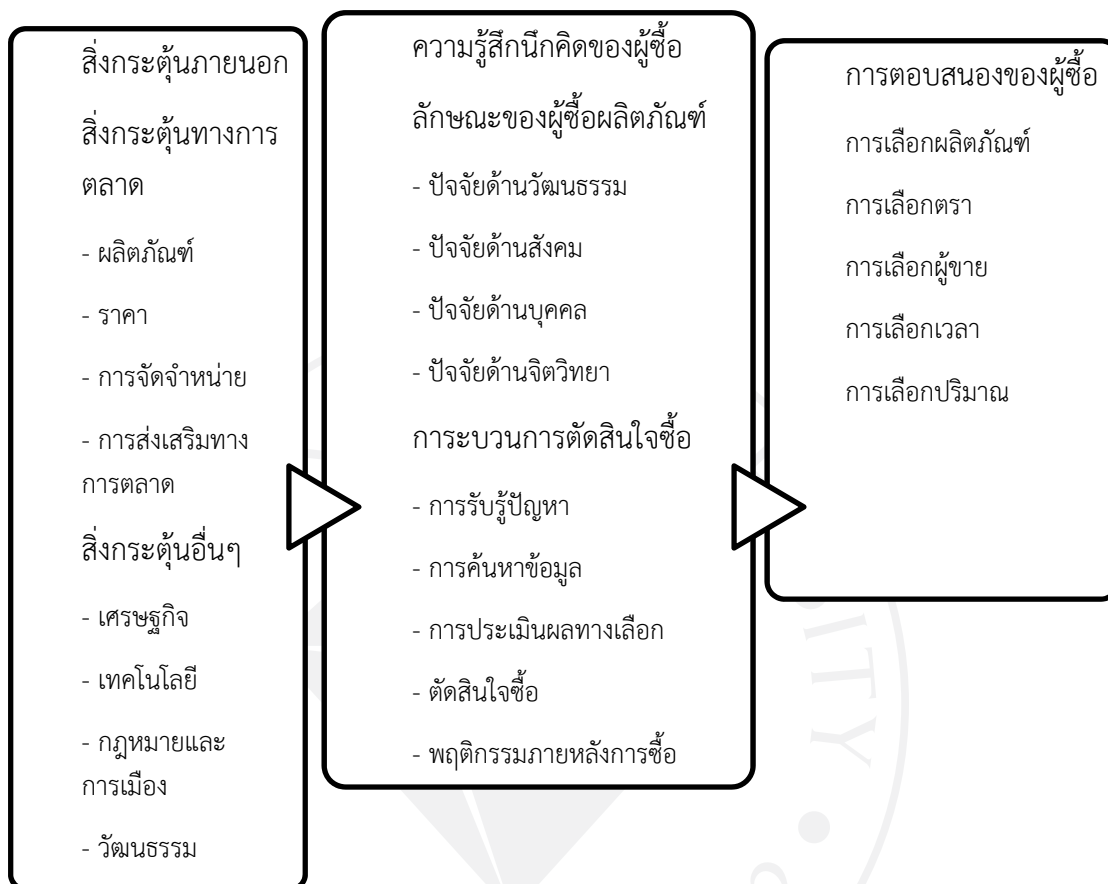 สิ่งกระตุ้นภายนอก
สิ่งกระตุ้นทางการ
ตลาด
- ผลิตภัณฑ์
- ราคา
- การจัดจำหน่าย
- การส่งเสริมทาง
การตลาด
สิ่งกระตุ้นอื่นๆ
- เศรษฐกิจ
- เทคโนโลยี
- กฎหมายและ
การเมือง
- วัฒนธรรม
ความรู้สึกนึกคิดของผู้ซื้อ
ลักษณะของผู้ซื้อผลิตภัณฑ์
- ปัจจัยด้านวัฒนธรรม
- ปัจจัยด้านสังคม
- ปัจจัยด้านบุคคล
- ปัจจัยด้านจิตวิทยา
การะบวนการตัดสินใจซื้อ
- การรับรู้ปัญหา
- การค้นหาข้อมูล
- การประเมินผลทางเลือก
- ตัดสินใจซื้อ
- พฤติกรรมภายหลังการซื้อ
การตอบสนองของผู้ซื้อ
การเลือกผลิตภัณฑ์
การเลือกตรา
การเลือกผู้ขาย
การเลือกเวลา
การเลือกปริมาณ